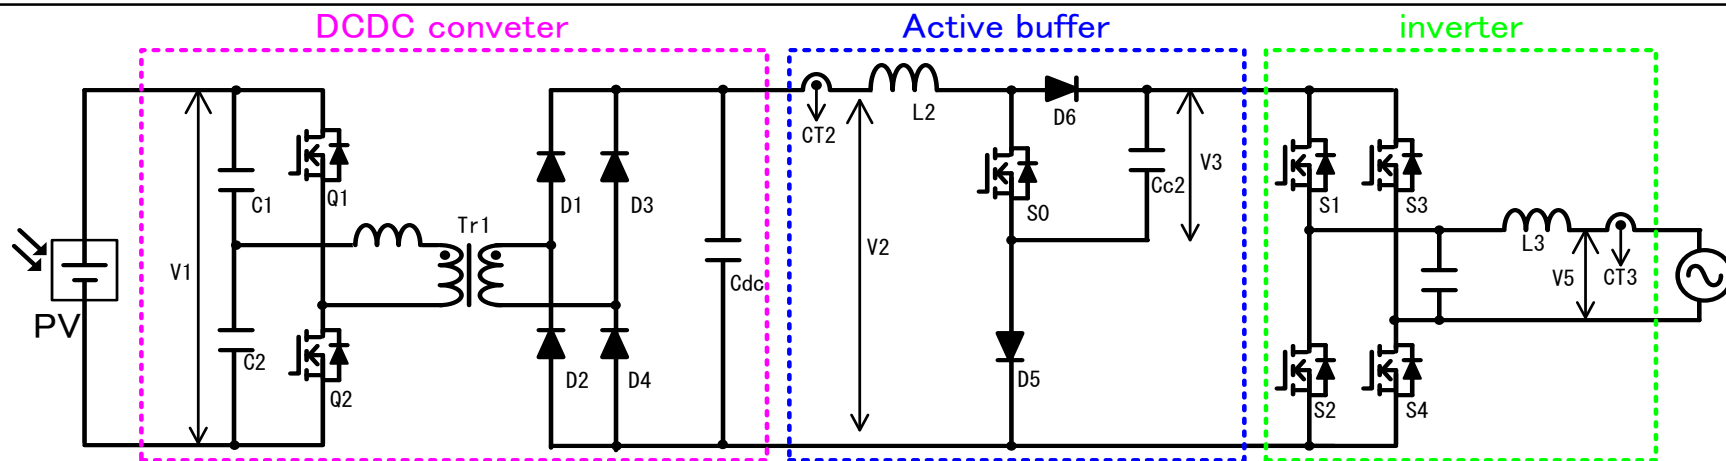 DCDC conveter
Active buffer
inverter
PV
V1
C1
C2
Q1
Q2
Tr1
D1
D3
D2
D4
Cdc
CT2
L2
V2
S0
D6
Cc2
V3
D5
S1
S3
S2
S4
L3
V5
CT3